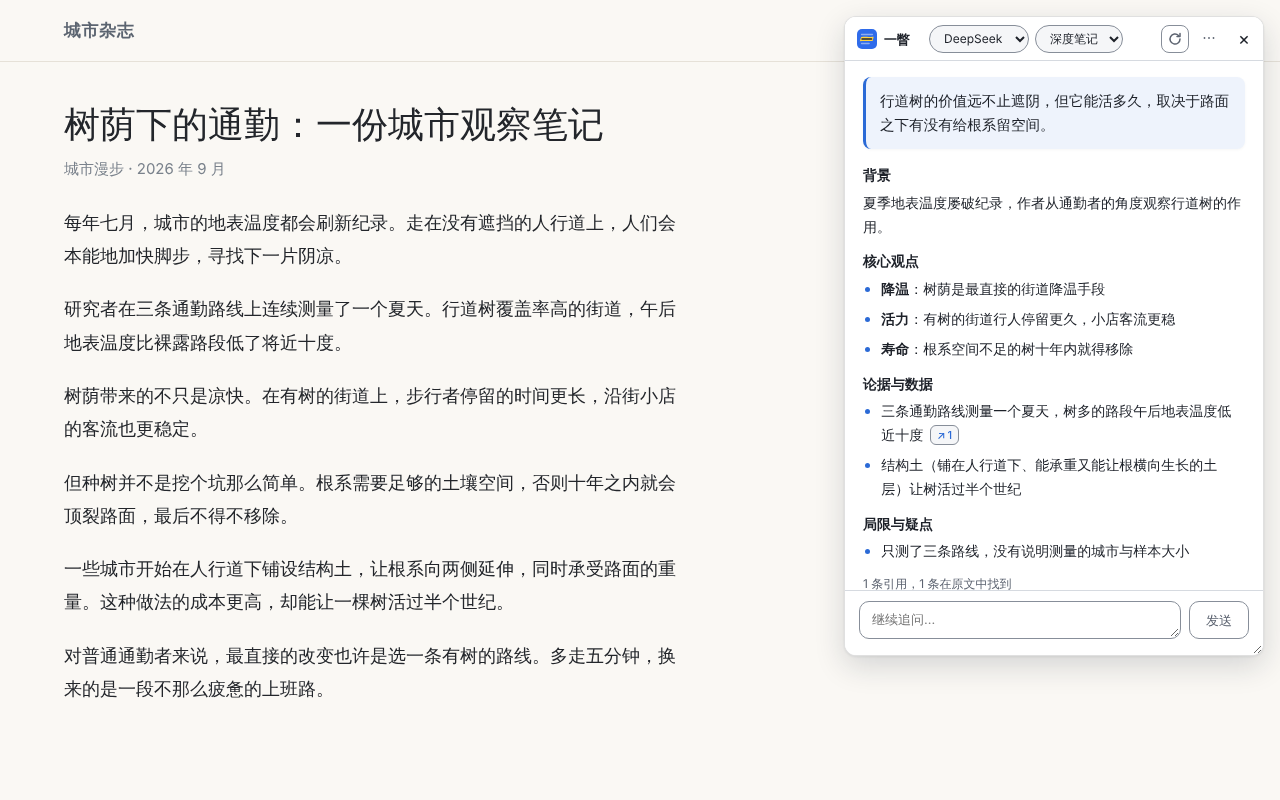 城市杂志
树荫下的通勤：一份城市观察笔记
城市漫步 · 2026 年 9 月
每年七月，城市的地表温度都会刷新纪录。走在没有遮挡的人行道上，人们会
本能地加快脚步，寻找下一片阴凉。
研究者在三条通勤路线上连续测量了一个夏天。行道树覆盖率高的街道，午后
地表温度比裸露路段低了将近十度。
树荫带来的不只是凉快。在有树的街道上，步行者停留的时间更长，沿街小店
的客流也更稳定。
但种树并不是挖个坑那么简单。根系需要足够的土壤空间，否则十年之内就会
顶裂路面，最后不得不移除。
一些城市开始在人行道下铺设结构土，让根系向两侧延伸，同时承受路面的重
量。这种做法的成本更高，却能让一棵树活过半个世纪。
对普通通勤者来说，最直接的改变也许是选一条有树的路线。多走五分钟，换
来的是一段不那么疲惫的上班路。
一瞥 DeepSeek 深度笔记
行道树的价值远不止遮阴，但它能活多久，取决于路面
之下有没有给根系留空间。
背景
夏季地表温度屡破纪录，作者从通勤者的角度观察行道树的作
用。
核心观点
降温：树荫是最直接的街道降温手段
活力：有树的街道行人停留更久，小店客流更稳
寿命：根系空间不足的树十年内就得移除
论据与数据
三条通勤路线测量一个夏天，树多的路段午后地表温度低
近十度 ↗1
结构土（铺在人行道下、能承重又能让根横向生长的土
层）让树活过半个世纪
局限与疑点
只测了三条路线，没有说明测量的城市与样本大小
1 条引用，1 条在原文中找到
继续追问...
发送